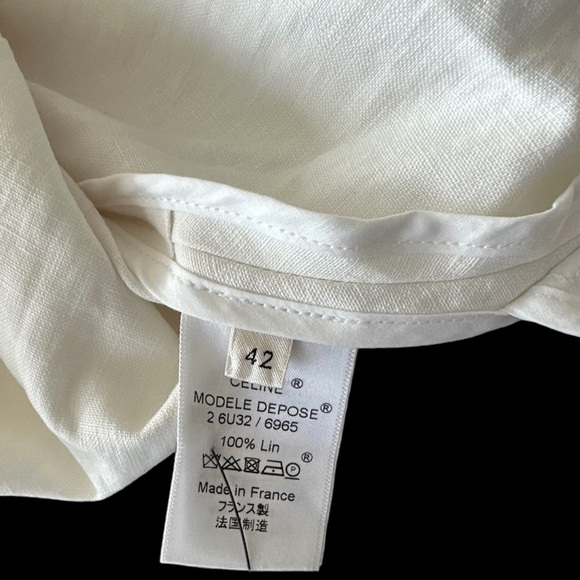 42
CELINE ®
MODELE DEPOSE®
2 6U32 / 6965
100% Lin
®
Made in France
フランス製
法国制造